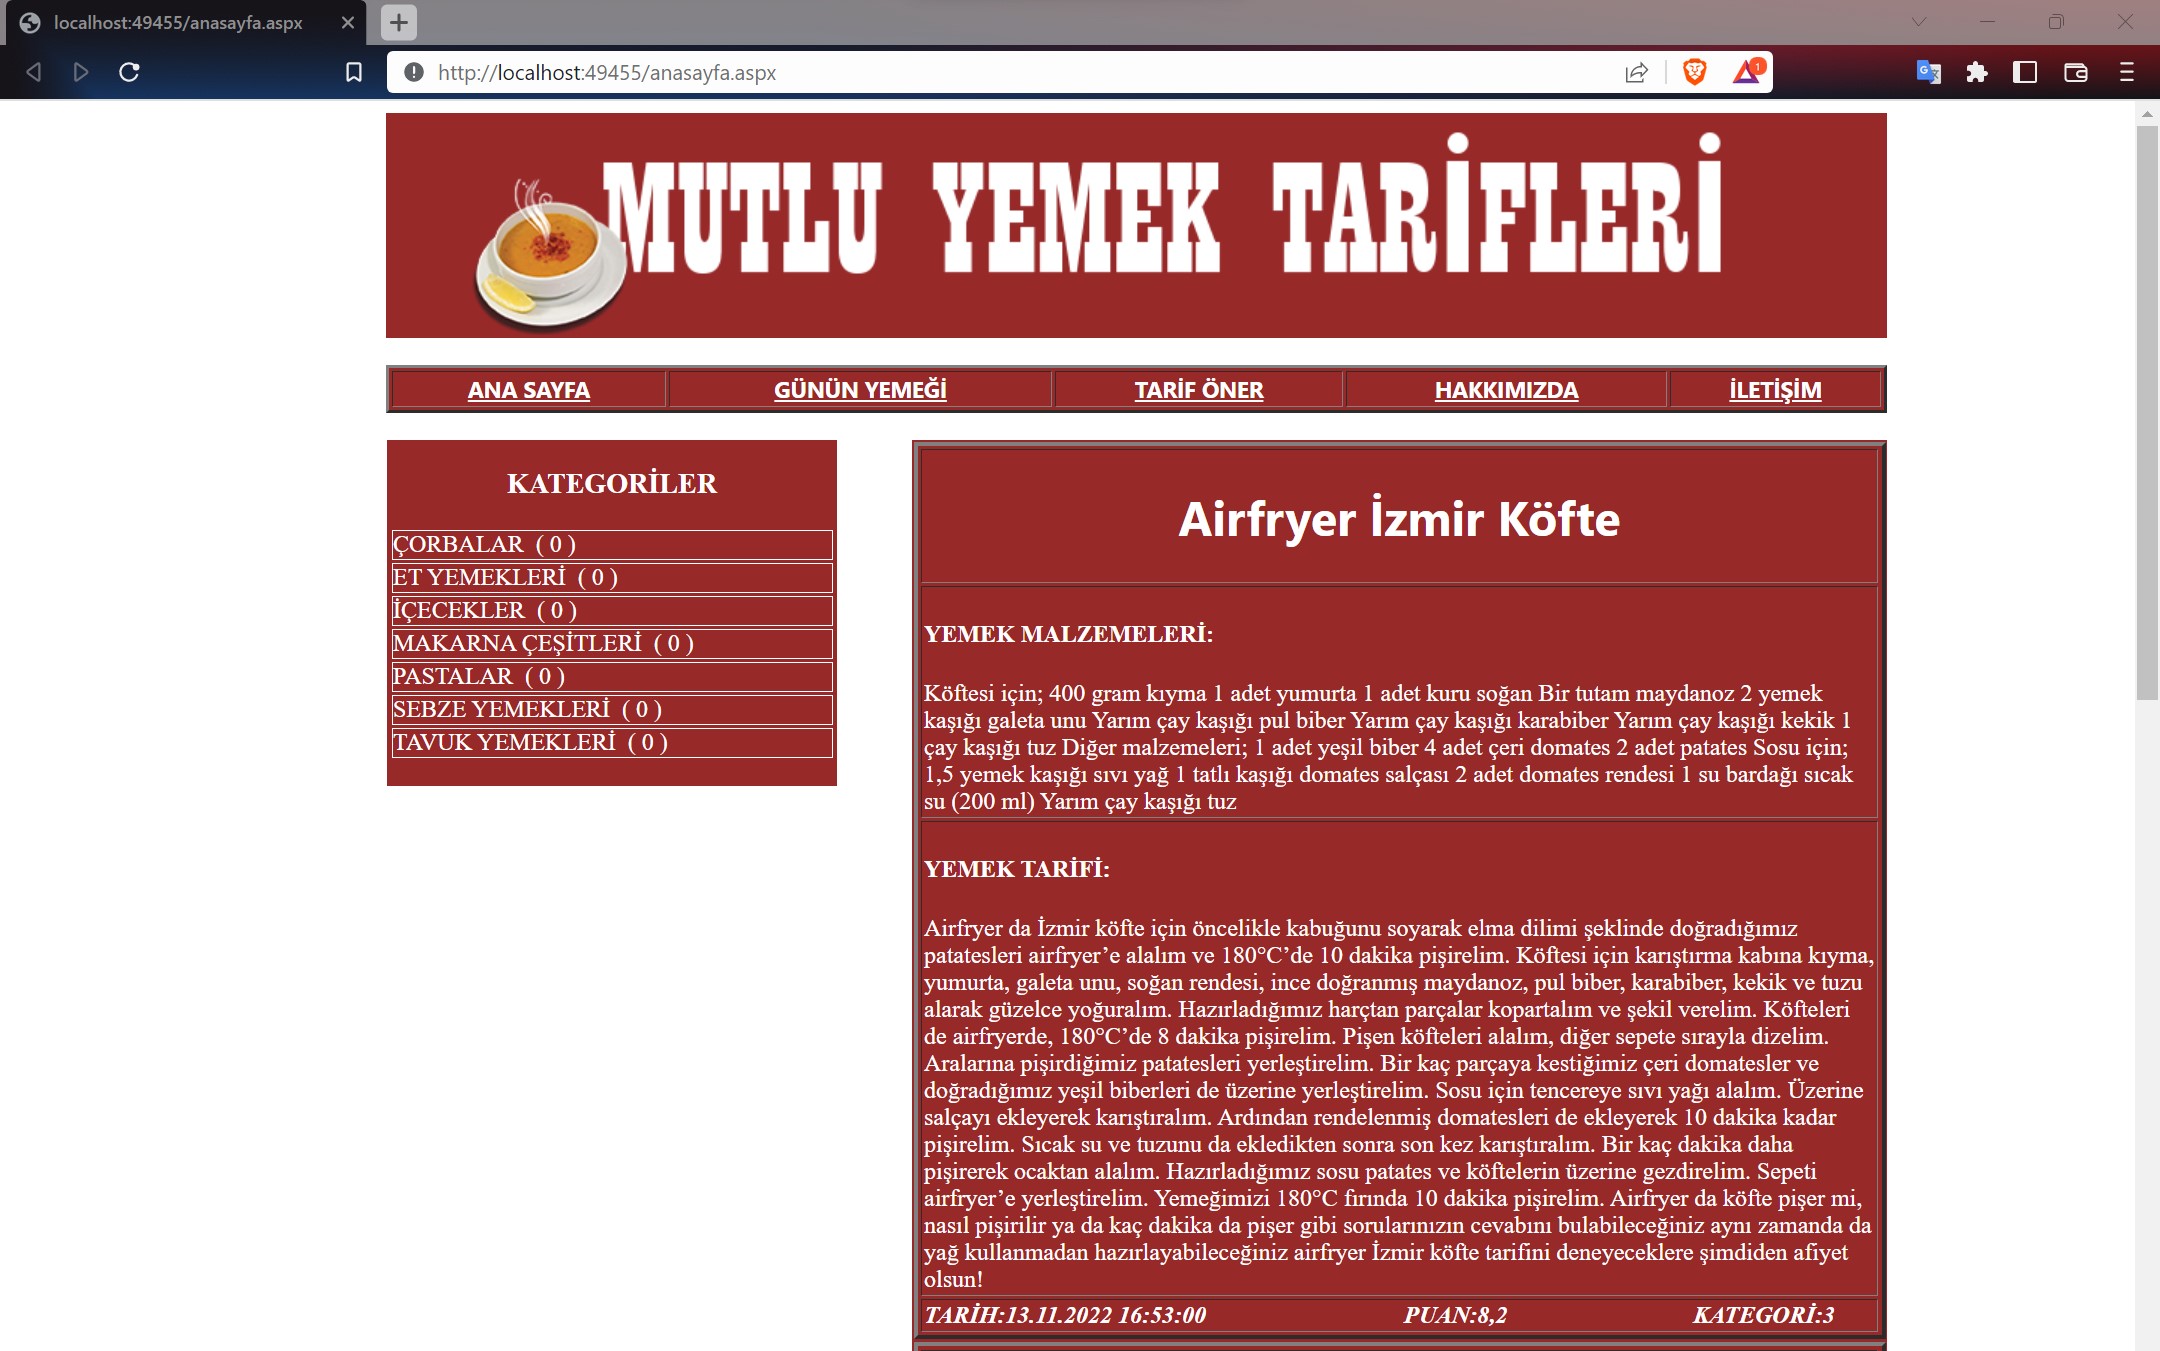 localhost:49455/anasayfa.aspx
http://localhost:49455/anasayfa.aspx
1
MUTLU YEMEK TARİFLERİ
ANA SAYFA GÜNÜN YEMEĞİ TARİF ÖNER HAKKIMIZDA İLETİŞİM
KATEGORİLER
ÇORBALAR ( 0 )
ET YEMEKLERİ ( 0 )
İÇECEKLER ( 0 )
MAKARNA ÇEŞİTLERİ ( 0 )
PASTALAR ( 0 )
SEBZE YEMEKLERİ ( 0 )
TAVUK YEMEKLERİ ( 0 )
Airfryer İzmir Köfte
YEMEK MALZEMELERİ:
Köftesi için; 400 gram kıyma 1 adet yumurta 1 adet kuru soğan Bir tutam maydanoz 2 yemek
kaşığı galeta unu Yarım çay kaşığı pul biber Yarım çay kaşığı karabiber Yarım çay kaşığı kekik 1
çay kaşığı tuz Diğer malzemeleri; 1 adet yeşil biber 4 adet çeri domates 2 adet patates Sosu için;
1,5 yemek kaşığı sıvı yağ 1 tatlı kaşığı domates salçası 2 adet domates rendesi 1 su bardağı sıcak
su (200 ml) Yarım çay kaşığı tuz
YEMEK TARİFİ:
Airfryer da İzmir köfte için öncelikle kabuğunu soyarak elma dilimi şeklinde doğradığımız
patatesleri airfryer’e alalım ve 180°C’de 10 dakika pişirelim. Köftesi için karıştırma kabına kıyma,
yumurta, galeta unu, soğan rendesi, ince doğranmış maydanoz, pul biber, karabiber, kekik ve tuzu
alarak güzelce yoğuralım. Hazırladığımız harçtan parçalar kopartalım ve şekil verelim. Köfteleri
de airfryerde, 180°C’de 8 dakika pişirelim. Pişen köfteleri alalım, diğer sepete sırayla dizelim.
Aralarına pişirdiğimiz patatesleri yerleştirelim. Bir kaç parçaya kestiğimiz çeri domatesler ve
doğradığımız yeşil biberleri de üzerine yerleştirelim. Sosu için tencereye sıvı yağı alalım. Üzerine
salçayı ekleyerek karıştıralım. Ardından rendelenmiş domatesleri de ekleyerek 10 dakika kadar
pişirelim. Sıcak su ve tuzunu da ekledikten sonra son kez karıştıralım. Bir kaç dakika daha
pişirerek ocaktan alalım. Hazırladığımız sosu patates ve köftelerin üzerine gezdirelim. Sepeti
airfryer’e yerleştirelim. Yemeğimizi 180°C fırında 10 dakika pişirelim. Airfryer da köfte pişer mi,
nasıl pişirilir ya da kaç dakika da pişer gibi sorularınızın cevabını bulabileceğiniz aynı zamanda da
yağ kullanmadan hazırlayabileceğiniz airfryer İzmir köfte tarifini deneyeceklere şimdiden afiyet
olsun!
TARİH:13.11.2022 16:53:00 PUAN:8,2 KATEGORİ:3